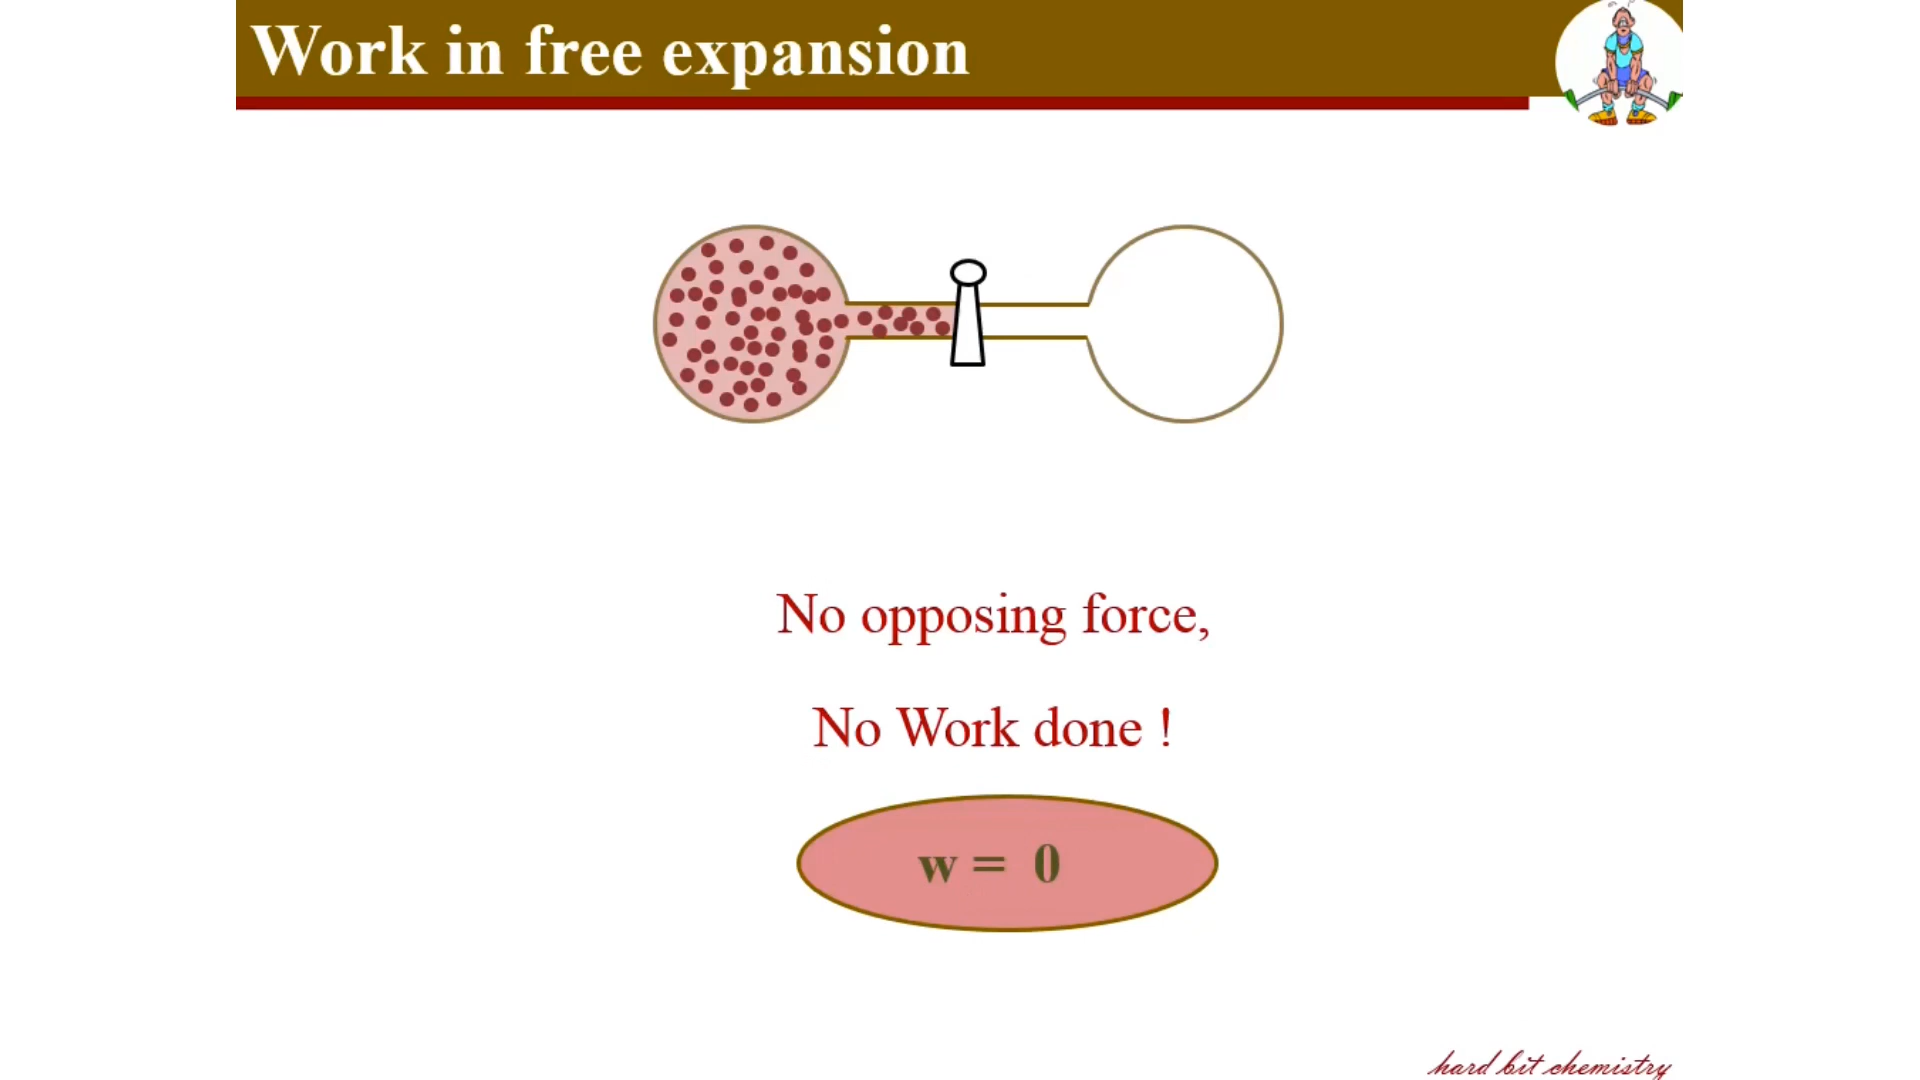 Work in free expansion
No opposing force,
No Work done !
w = 0
hard bit chemistry